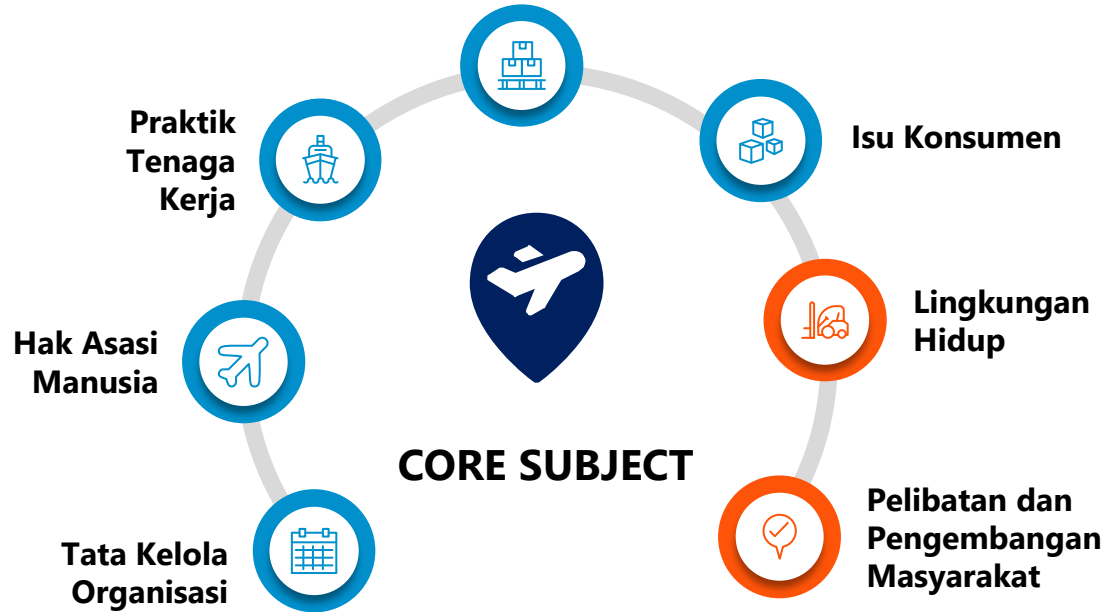 Praktik
Tenaga
Kerja
Isu Konsumen
Hak Asasi
Manusia
Lingkungan
Hidup
CORE SUBJECT
Tata Kelola
Organisasi
Pelibatan dan
Pengembangan
Masyarakat